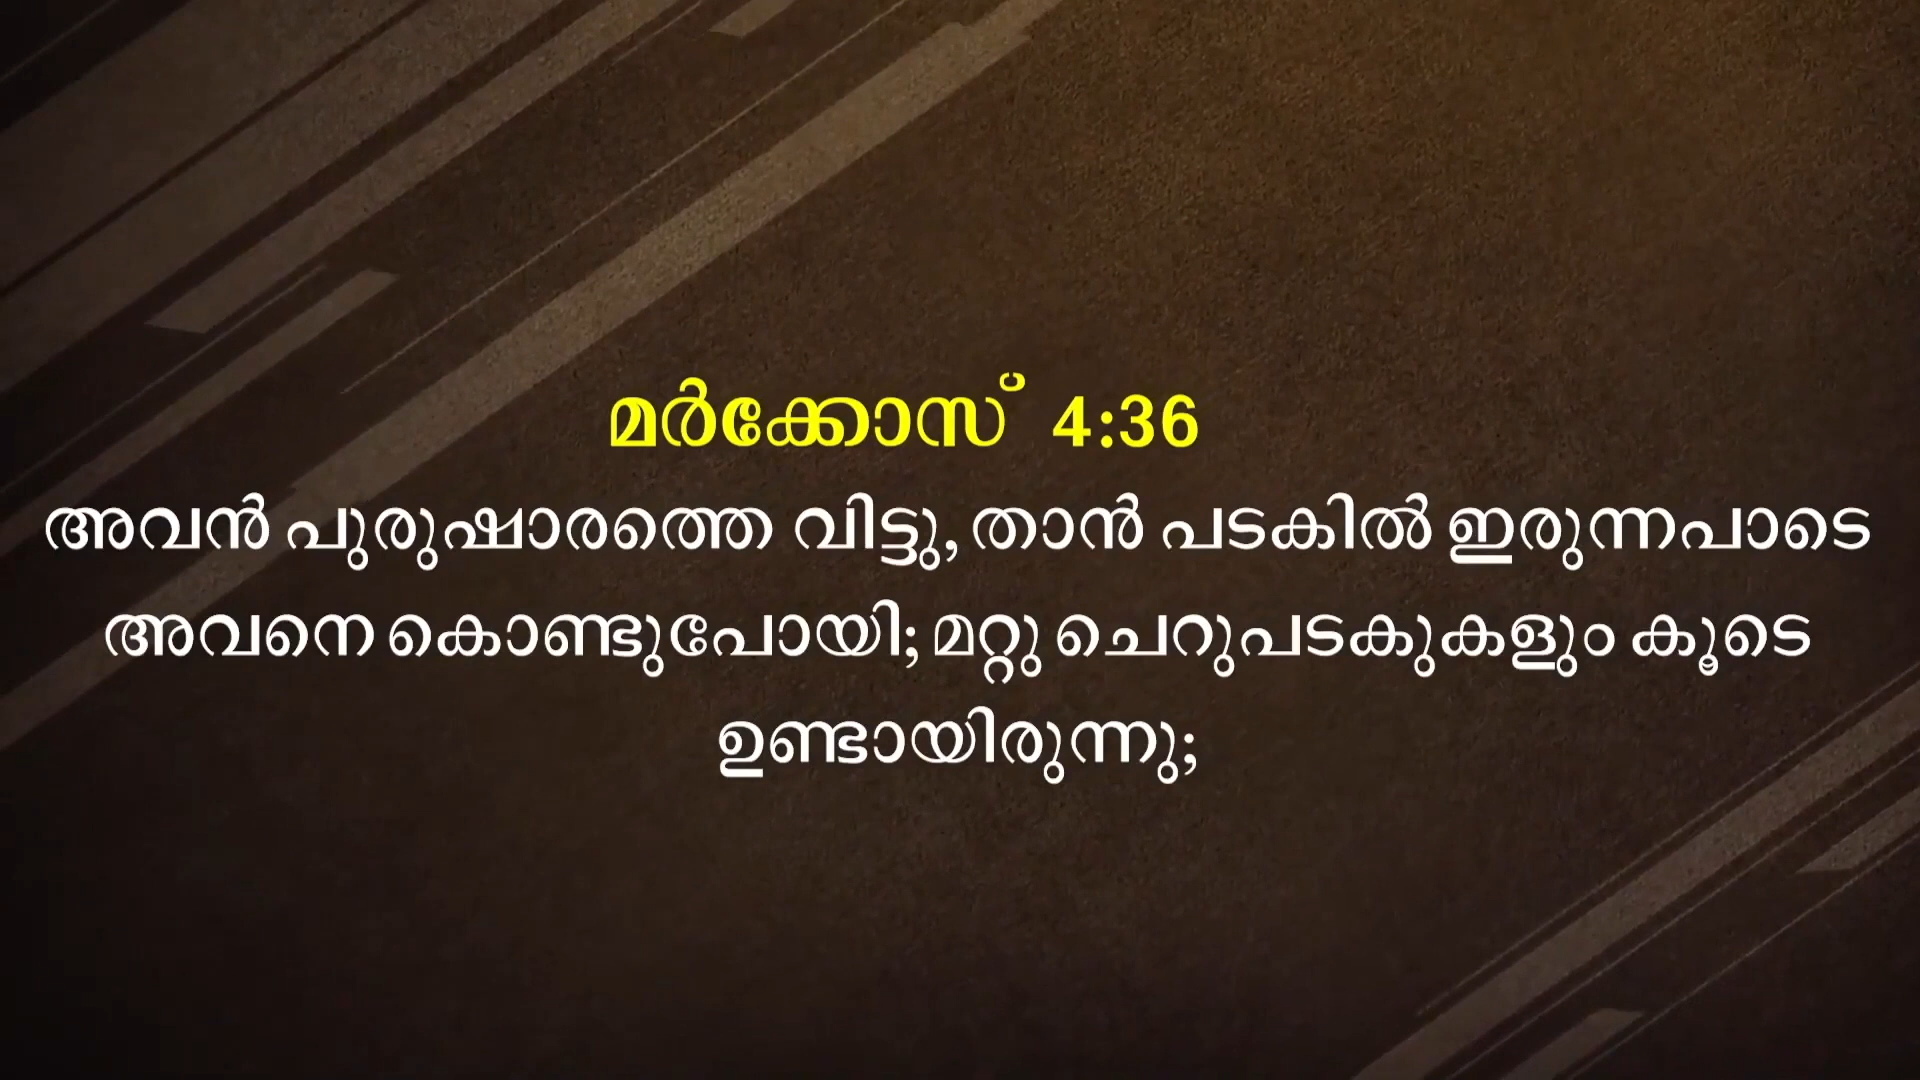 മർക്കോസ് 4:36
അവൻ പുരുഷാരത്തെ വിട്ടു, താൻ പടകിൽ ഇരുന്നപാടെ
അവനെ കൊണ്ടുപോയി; മറ്റു ചെറുപടകുകളും കൂടെ
ഉണ്ടായിരുന്നു;